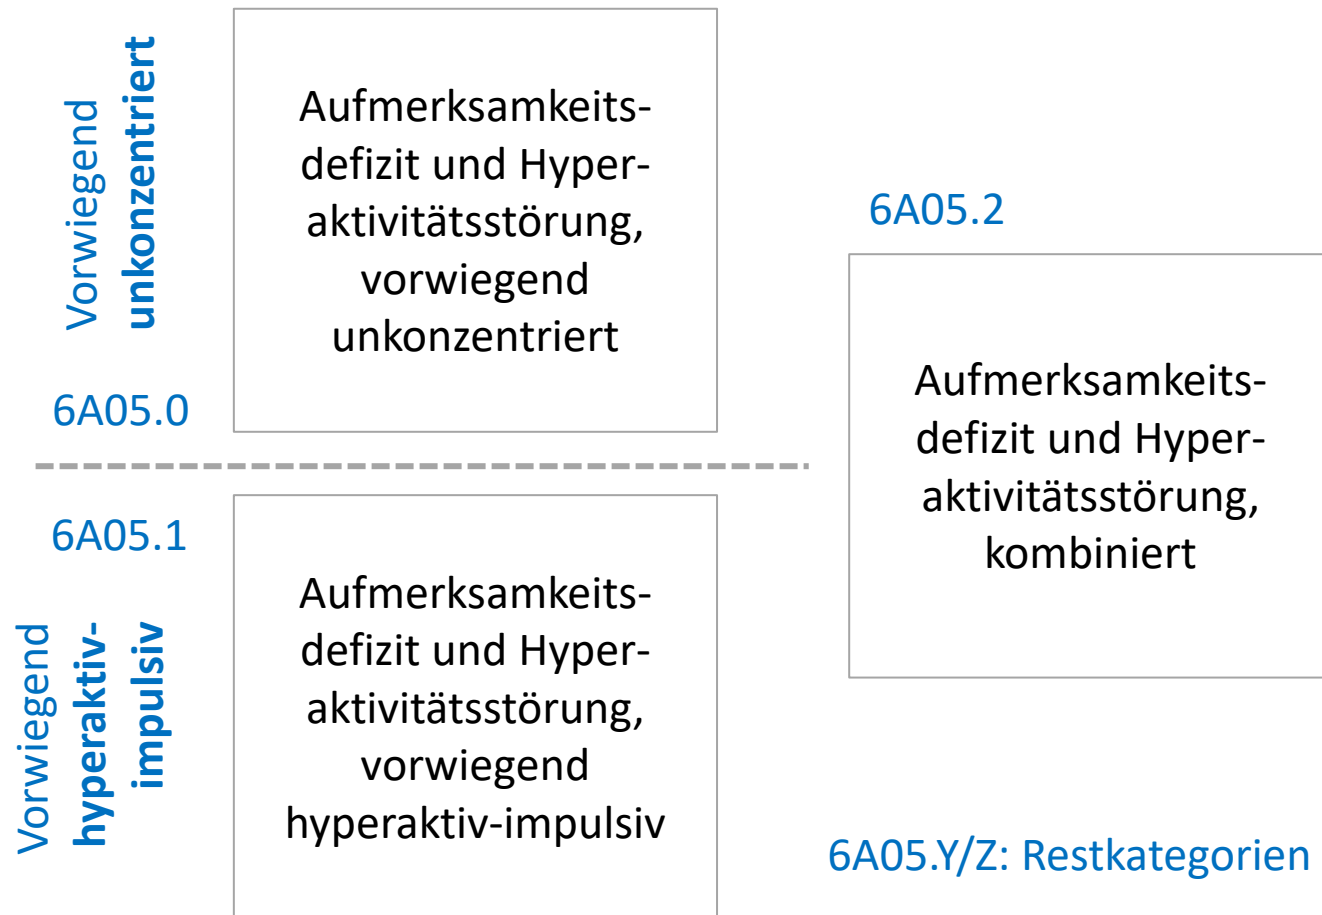 Vorwiegend
unkonzentriert
6A05.0
Aufmerksamkeits-
defizit und Hyper-
aktivitätsstörung,
vorwiegend
unkonzentriert
6A05.1
Vorwiegend
hyperaktiv-
impulsiv
Aufmerksamkeits-
defizit und Hyper-
aktivitätsstörung,
vorwiegend
hyperaktiv-impulsiv
6A05.2
Aufmerksamkeits-
defizit und Hyper-
aktivitätsstörung,
kombiniert
6A05.Y/Z: Restkategorien